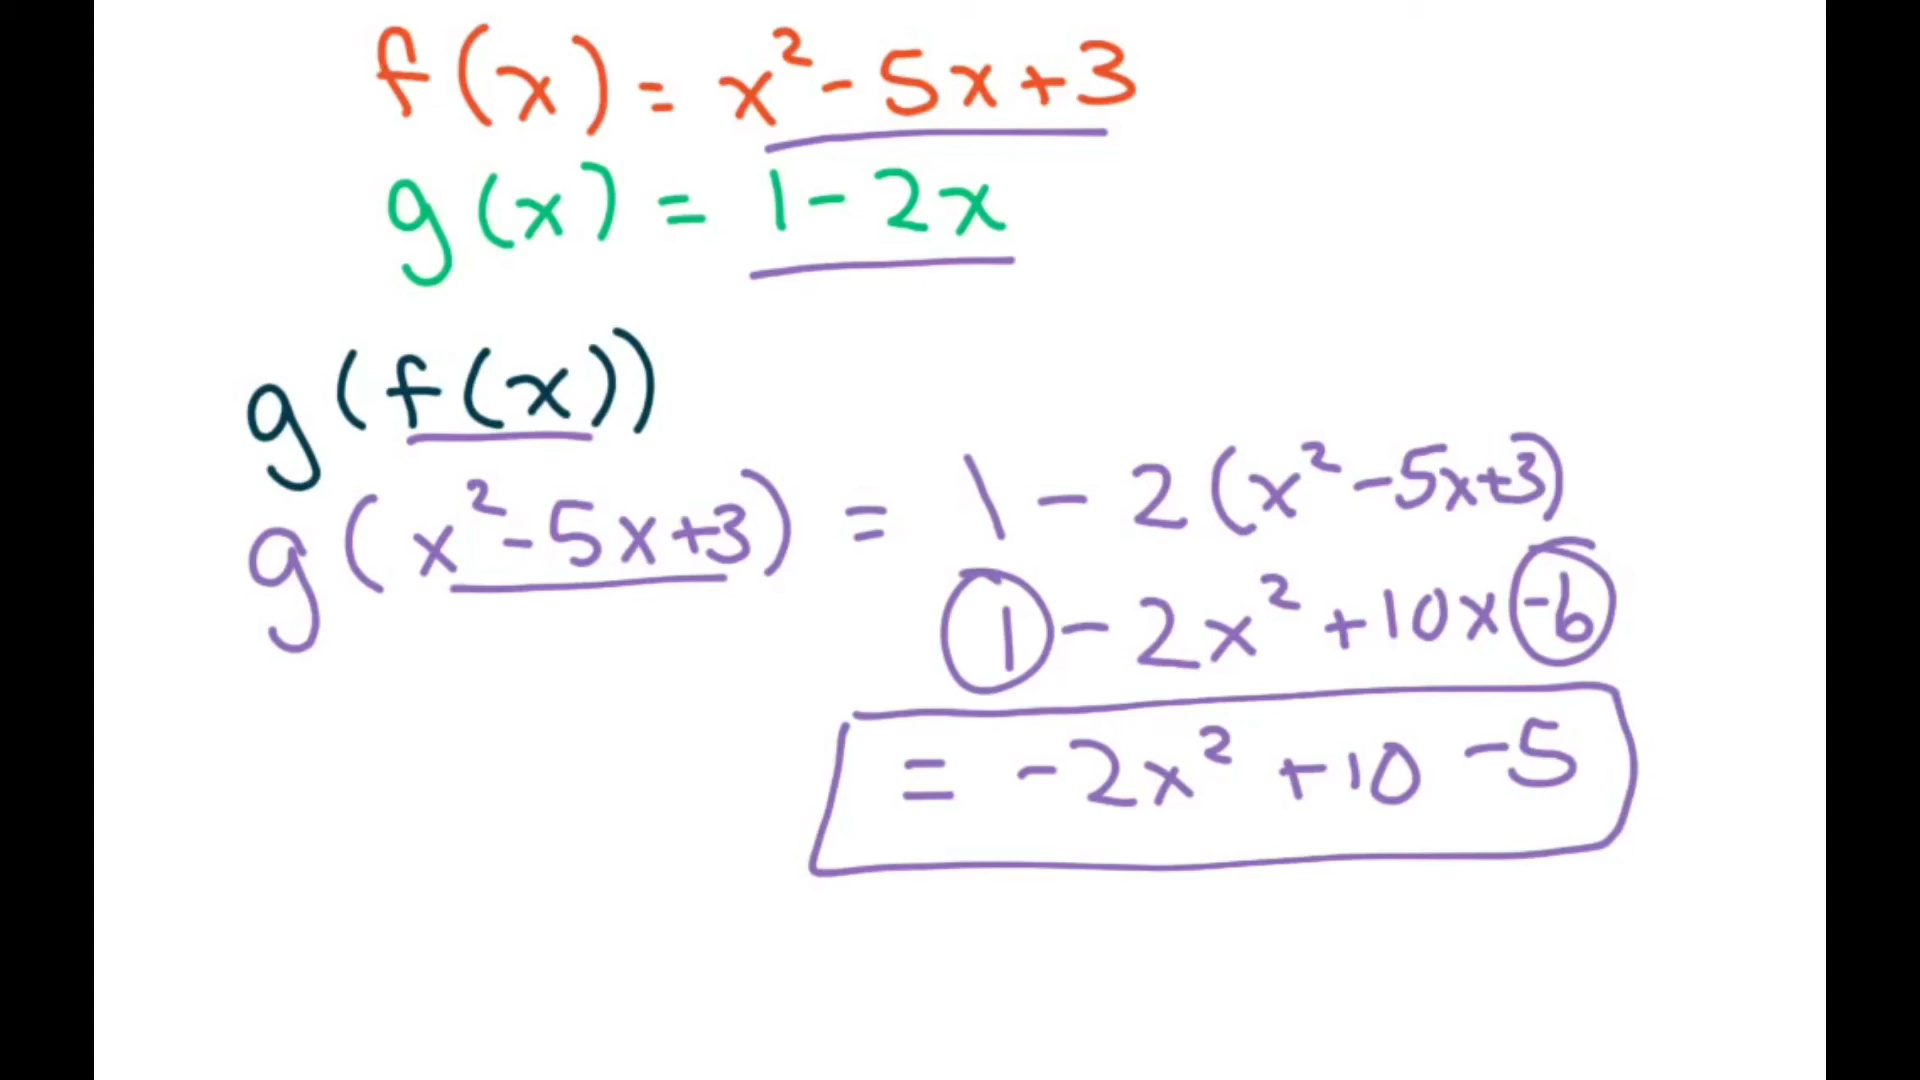 f(x) = x² - 5x + 3
g(x) = 1 - 2x
g(f(x))
g(x² - 5x + 3) = 1 - 2(x² - 5x + 3)
1 - 2x² + 10x - 6
= -2x² + 10 - 5